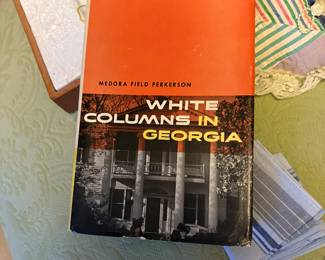 MEDORA FIELD PERKERSON
WHITE
COLUMNS IN
GEORGIA